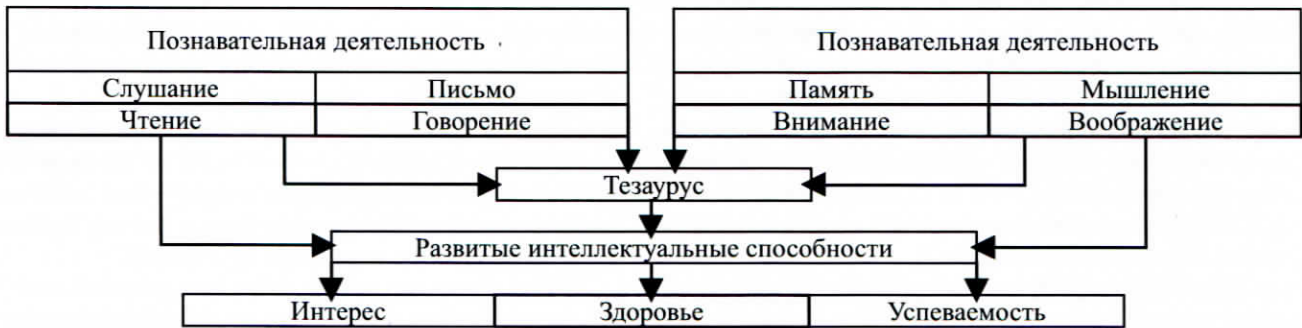 Познавательная деятельность
Слушание Письмо
Чтение Говорение
Познавательная деятельность
Память Мышление
Внимание Воображение
Тезаурус
Развитые интеллектуальные способности
Интерес Здоровье Успеваемость